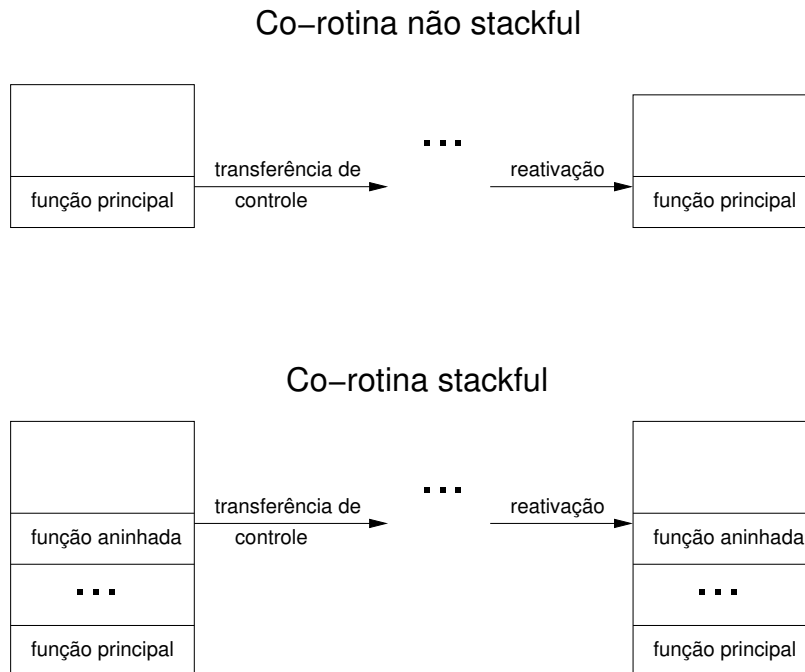 Co−rotina não stackful
transferência de
controle
reativação
função principal
função principal
Co−rotina stackful
transferência de
controle
reativação
função aninhada
função aninhada
função principal
função principal